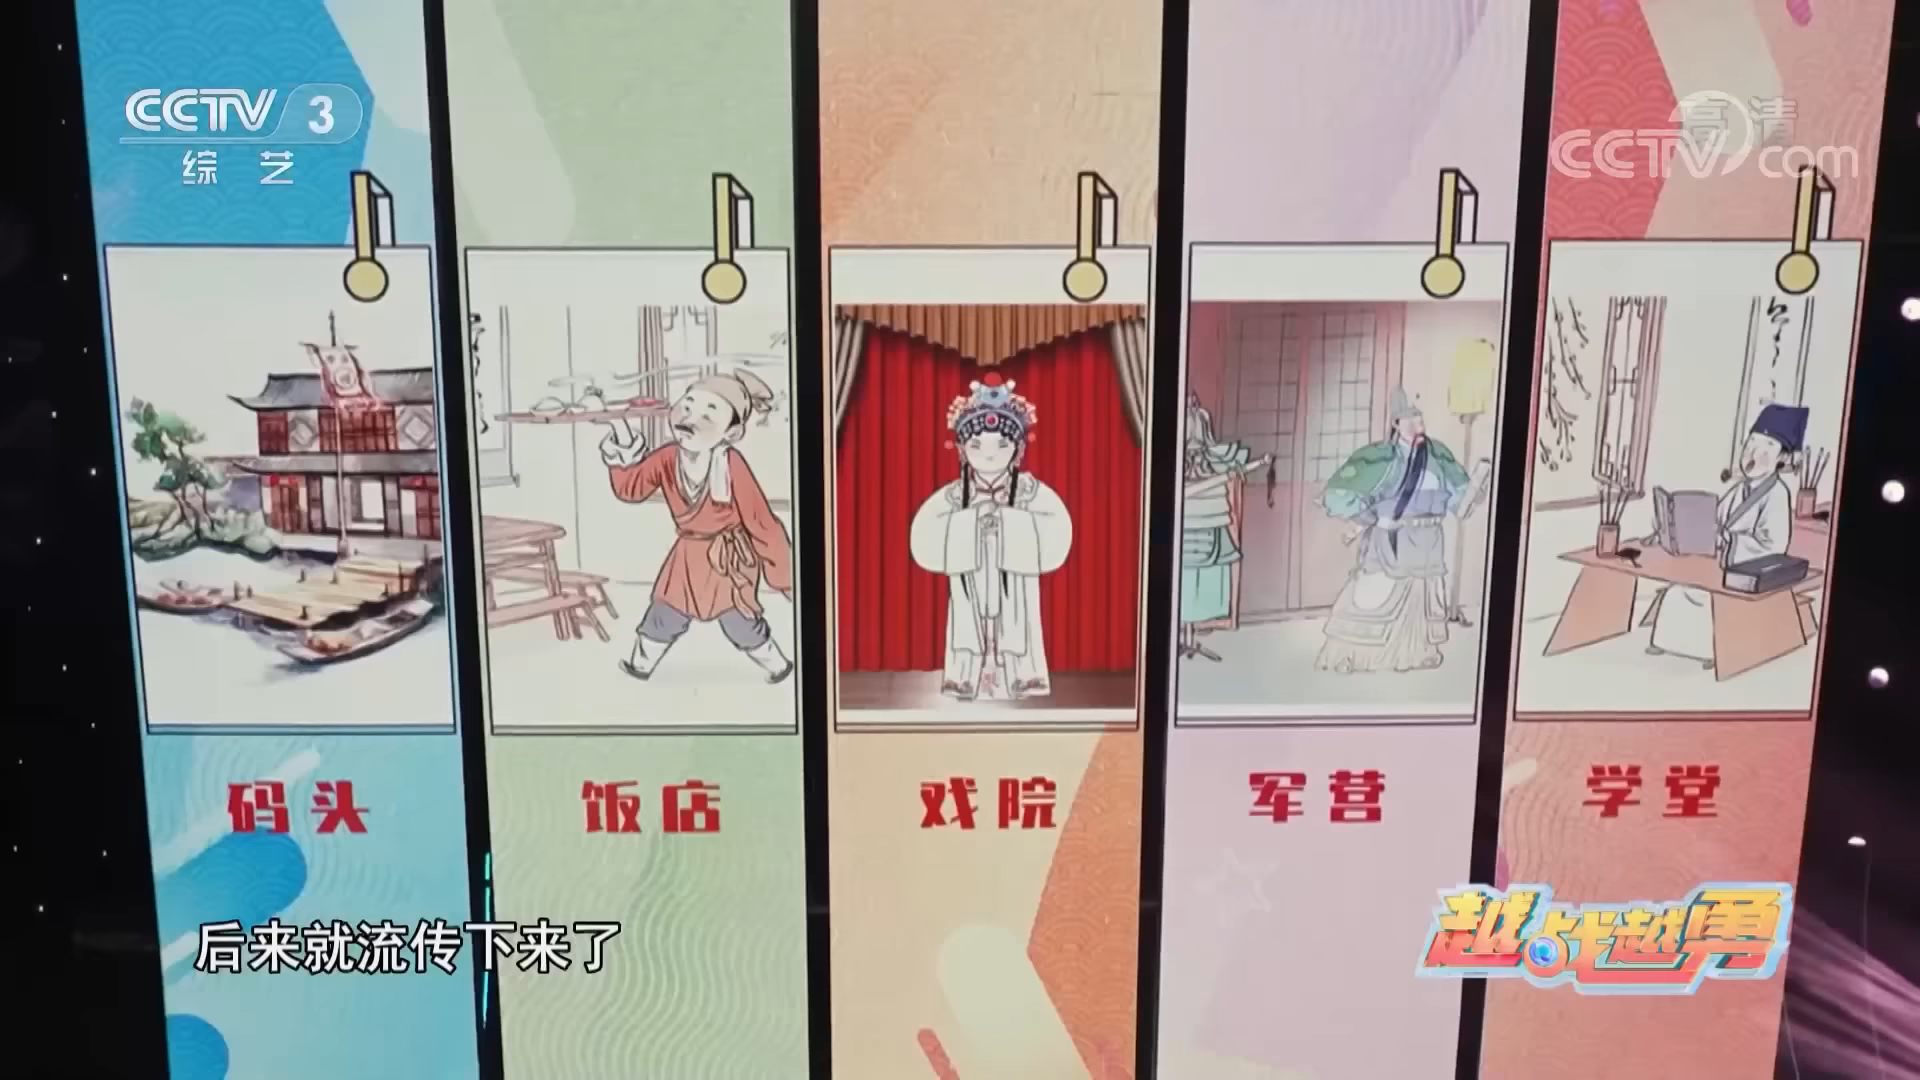 CCTV 3
综 艺
高清
CCTV.com
码头
饭店
戏院
军营
学堂
后来就流传下来了
越战越勇